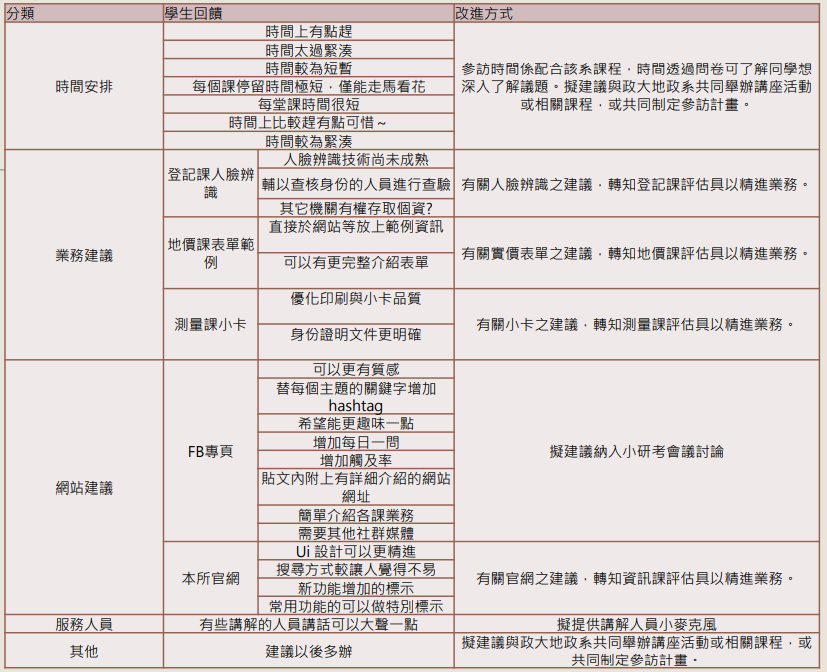 分類 學生回饋 改進方式
時間安排
時間上有點趕
時間太過緊湊
時間較為短暫
每個課停留時間極短，僅能走馬看花
每堂課時間很短
時間上比較趕有點可惜～
時間較為緊湊
參訪時間係配合該系課程，時間透過問卷可了解同學想
深入了解議題。擬建議與政大地政系共同舉辦講座活動
或相關課程，或共同制定參訪計畫。
業務建議
登記課人臉辨
識
人臉辨識技術尚未成熟
輔以查核身份的人員進行查驗
其它機關有權存取個資?
有關人臉辨識之建議，轉知登記課評估具以精進業務。
地價課表單範
例
直接於網站等放上範例資訊
可以有更完整介紹表單
有關實價表單之建議，轉知地價課評估具以精進業務。
測量課小卡
優化印刷與小卡品質
身份證明文件更明確
有關小卡之建議，轉知測量課評估具以精進業務。
網站建議
FB專頁
可以更有質感
替每個主題的關鍵字增加
hashtag
希望能更趣味一點
增加每日一問
增加觸及率
貼文內附上有詳細介紹的網站
網址
簡單介紹各課業務
需要其他社群媒體
擬建議納入小研考會議討論
本所官網
Ui 設計可以更精進
搜尋方式較讓人覺得不易
新功能增加的標示
常用功能的可以做特別標示
有關官網之建議，轉知資訊課評估具以精進業務。
服務人員 有些講解的人員講話可以大聲一點 擬提供講解人員小麥克風
其他 建議以後多辦
擬建議與政大地政系共同舉辦講座活動或相關課程，或
共同制定參訪計畫。